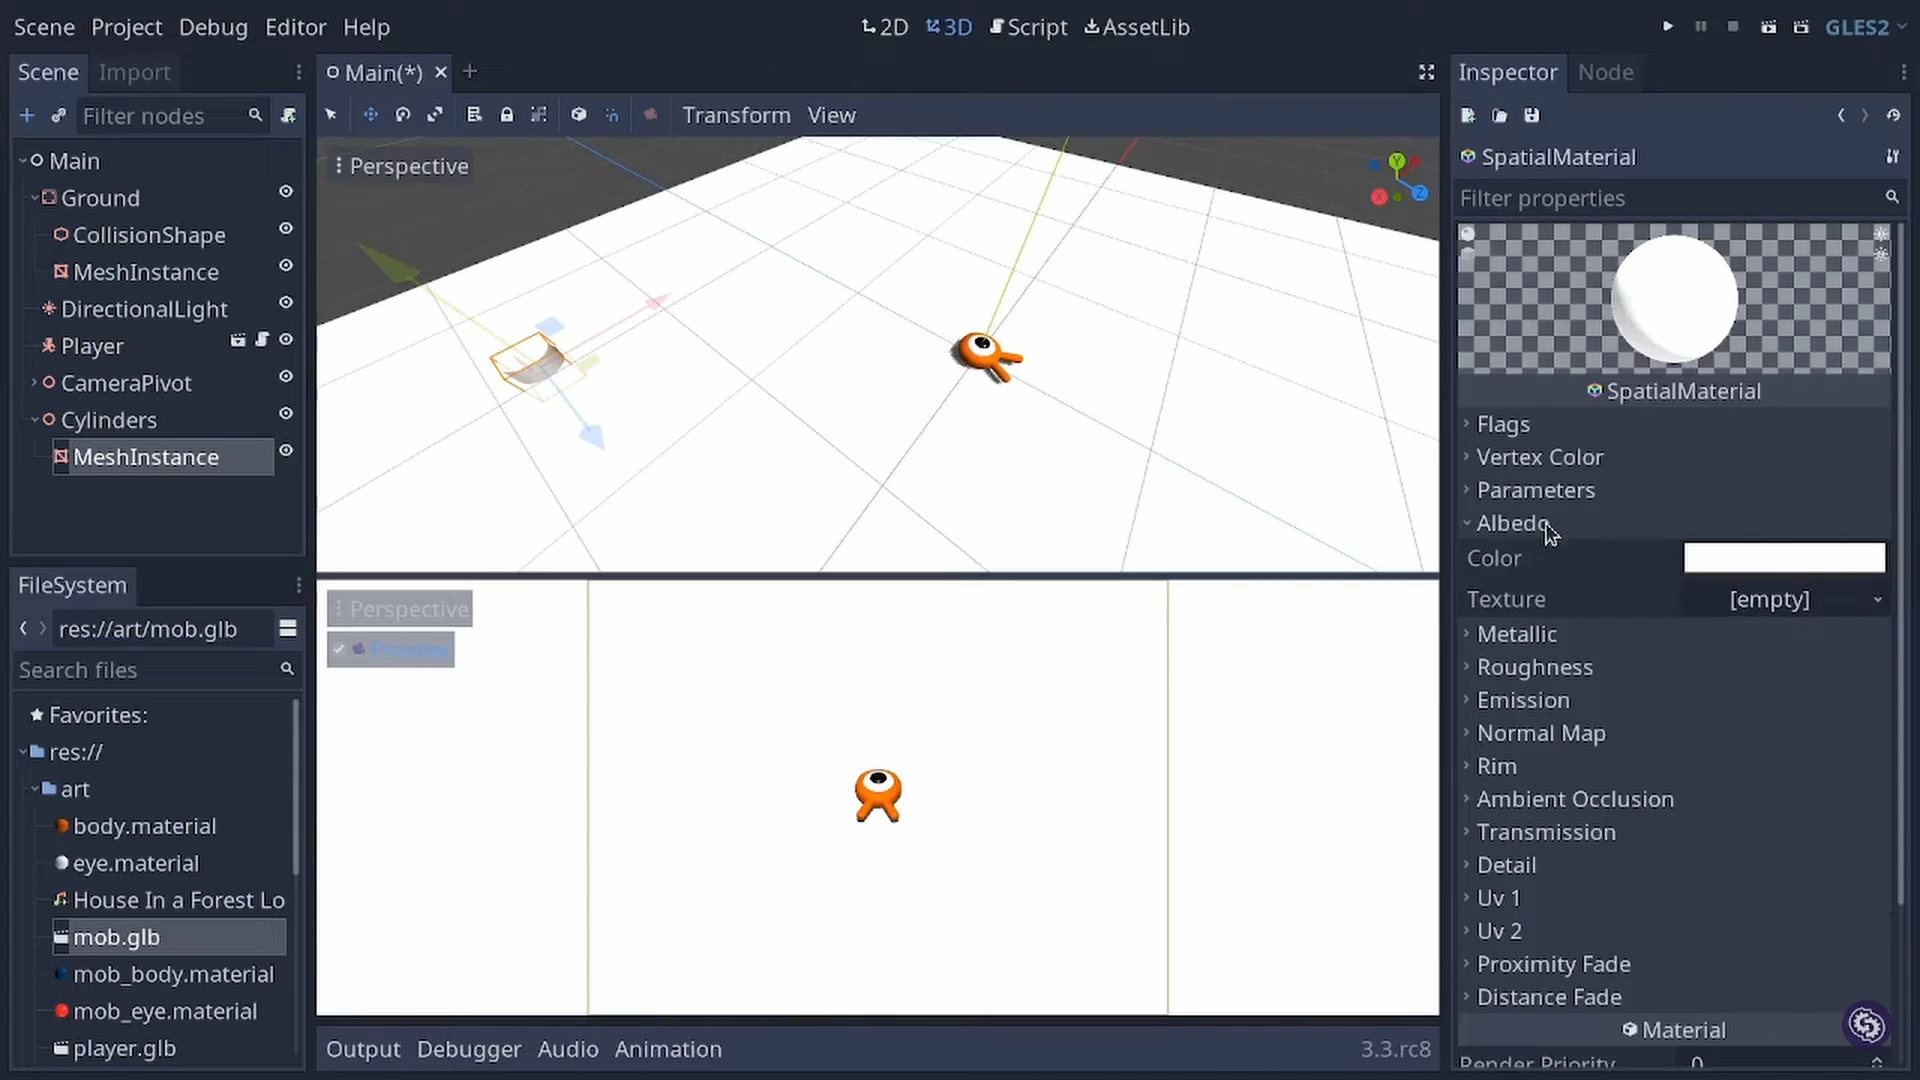 Scene Project Debug Editor Help
2D 3D Script AssetLib
GLES2
Scene Import
Filter nodes
Main
Ground
CollisionShape
MeshInstance
DirectionalLight
Player
CameraPivot
Cylinders
MeshInstance
FileSystem
res://art/mob.glb
Search files
Favorites:
res://
art
body.material
eye.material
House In a Forest Lo
mob.glb
mob_body.material
mob_eye.material
player.glb
Main(*)
Transform View
Perspective
Y
X
Z
Perspective
Preview
Output Debugger Audio Animation
3.3.rc8
Inspector Node
SpatialMaterial
Filter properties
SpatialMaterial
Flags
Vertex Color
Parameters
Albedo
Color
Texture [empty]
Metallic
Roughness
Emission
Normal Map
Rim
Ambient Occlusion
Transmission
Detail
Uv 1
Uv 2
Proximity Fade
Distance Fade
Material
Render Priority 0